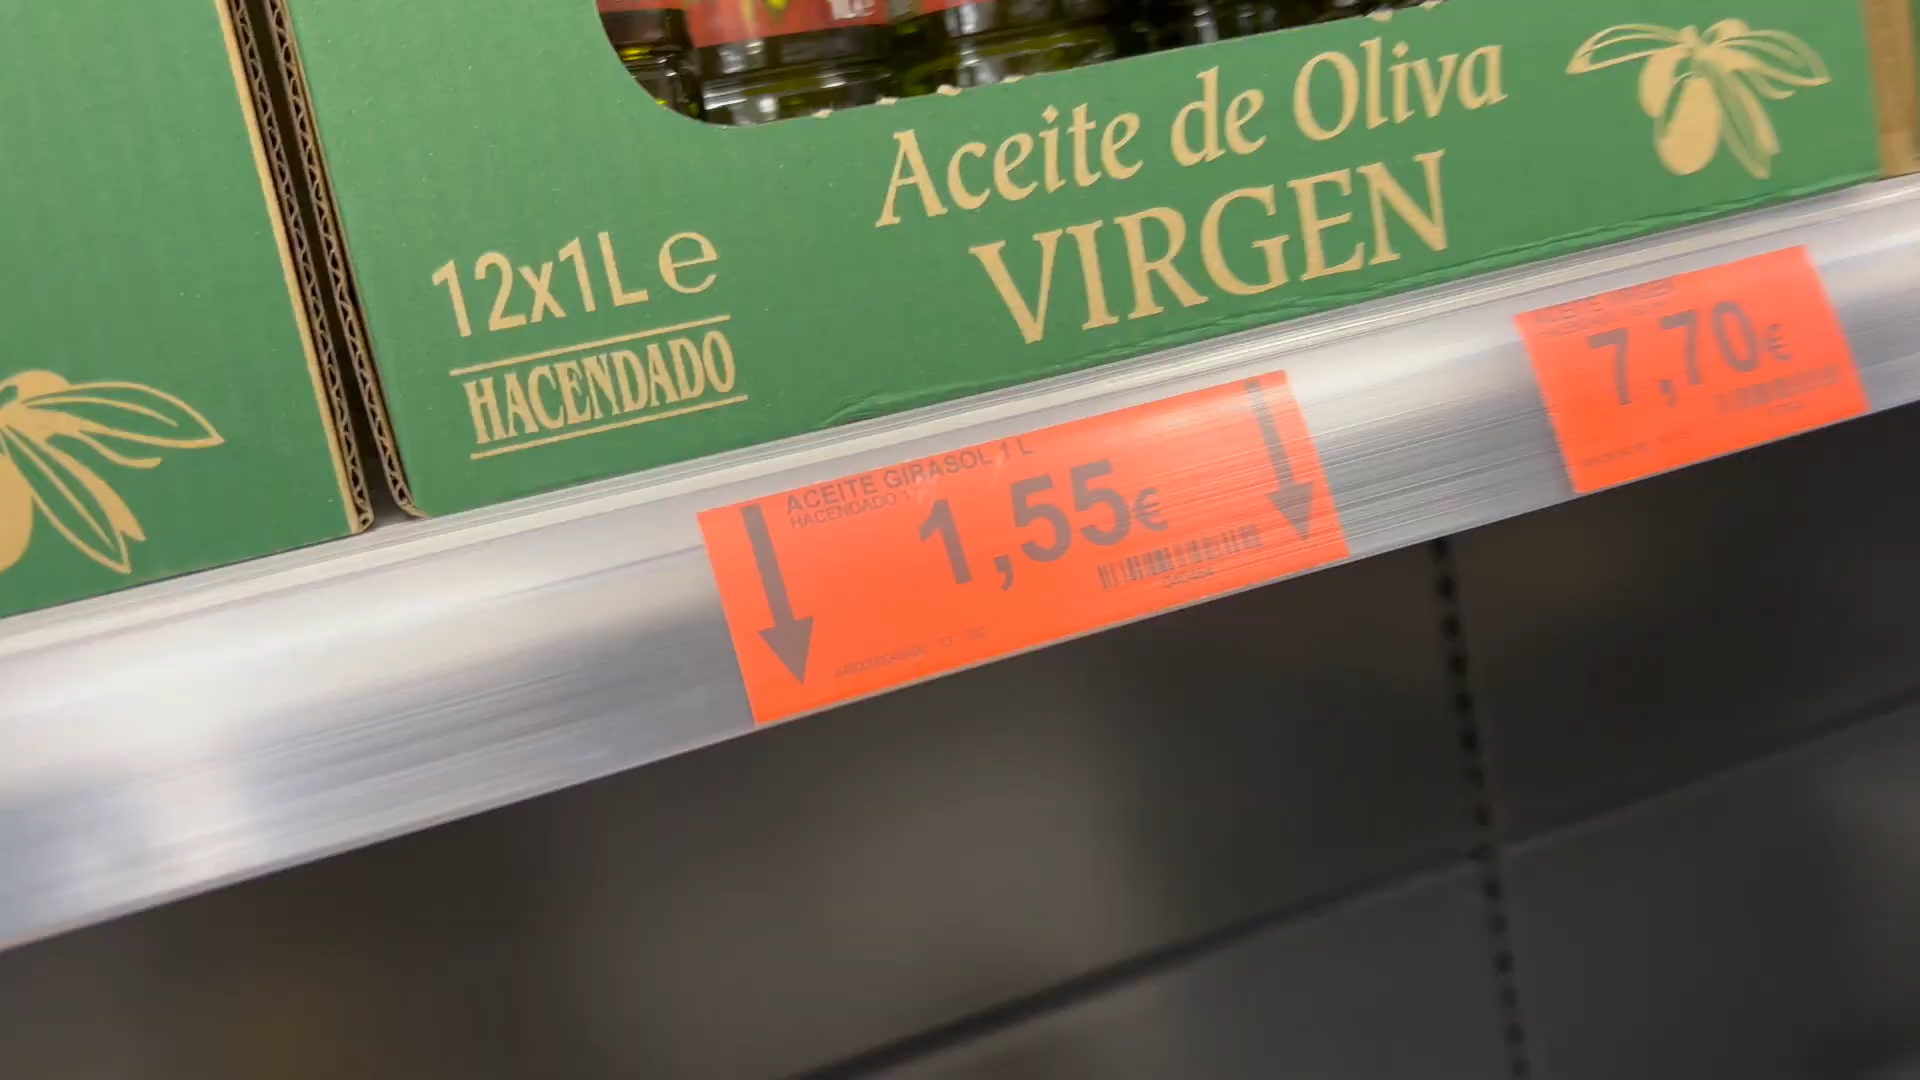 Aceite de Oliva
VIRGEN
12x1L e
HACENDADO
ACEITE GIRASOL 1 L
HACENDADO
1,55€
7,70€